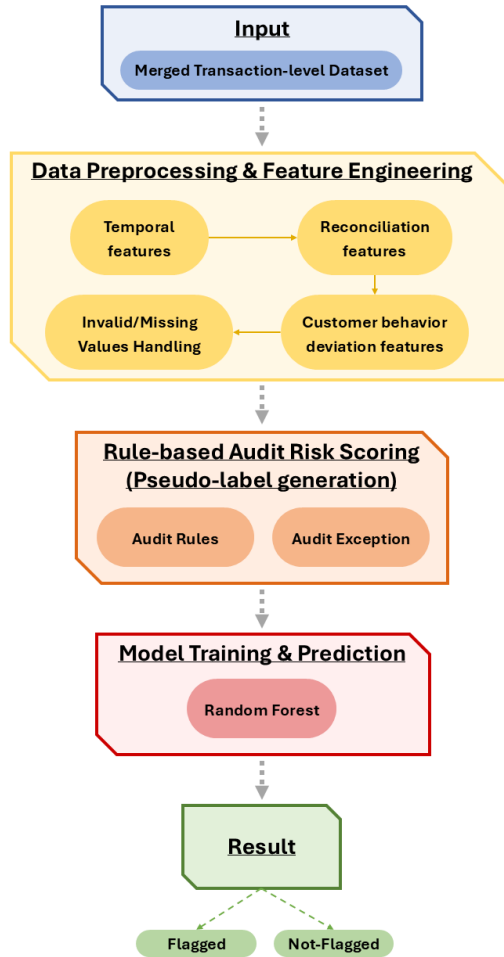 Input
Merged Transaction-level Dataset
Data Preprocessing & Feature Engineering
Temporal
features
Reconciliation
features
Invalid/Missing
Values Handling
Customer behavior
deviation features
Rule-based Audit Risk Scoring
(Pseudo-label generation)
Audit Rules
Audit Exception
Model Training & Prediction
Random Forest
Result
Flagged
Not-Flagged